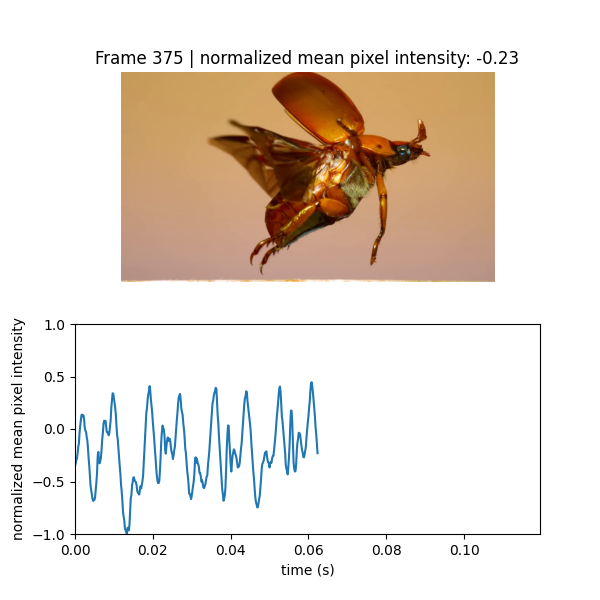 Frame 375 | normalized mean pixel intensity: -0.23
1.0
0.5
0.0
−0.5
−1.0
normalized mean pixel intensity
0.00 0.02 0.04 0.06 0.08 0.10
time (s)